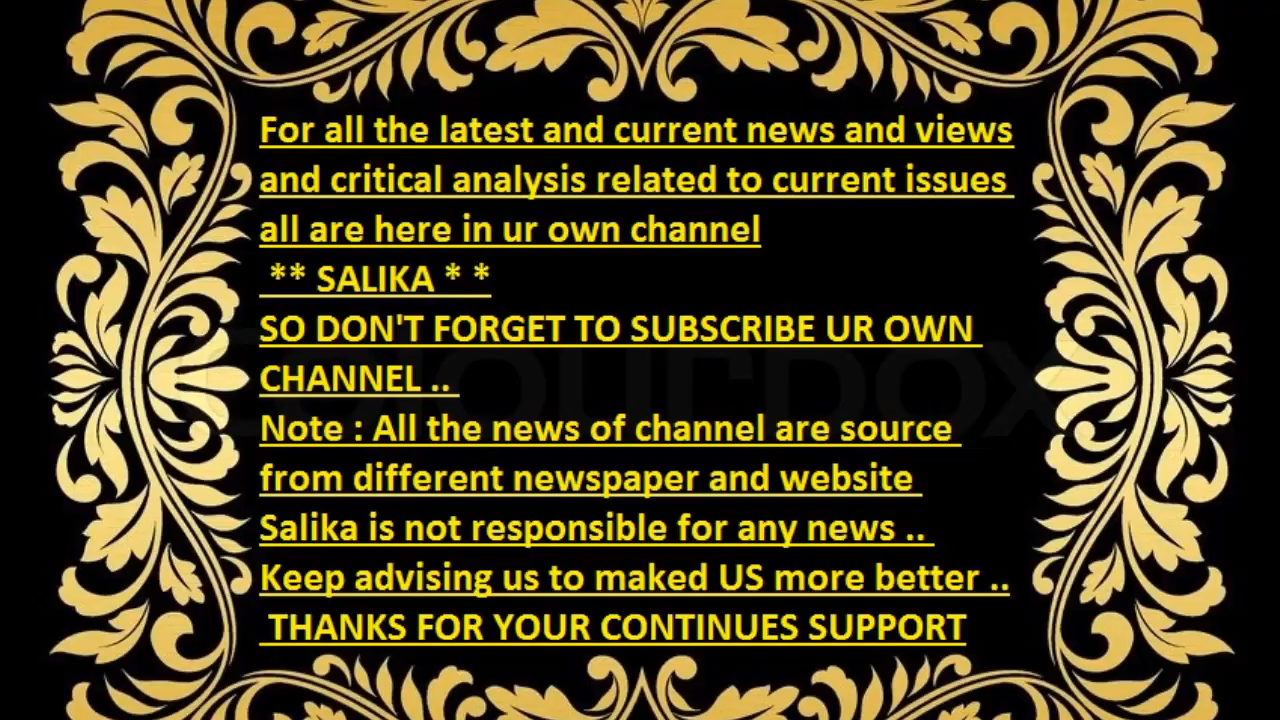 For all the latest and current news and views
and critical analysis related to current issues
all are here in ur own channel
** SALIKA * *
SO DON'T FORGET TO SUBSCRIBE UR OWN
CHANNEL ..
Note : All the news of channel are source
from different newspaper and website
Salika is not responsible for any news ..
Keep advising us to maked US more better ..
THANKS FOR YOUR CONTINUES SUPPORT